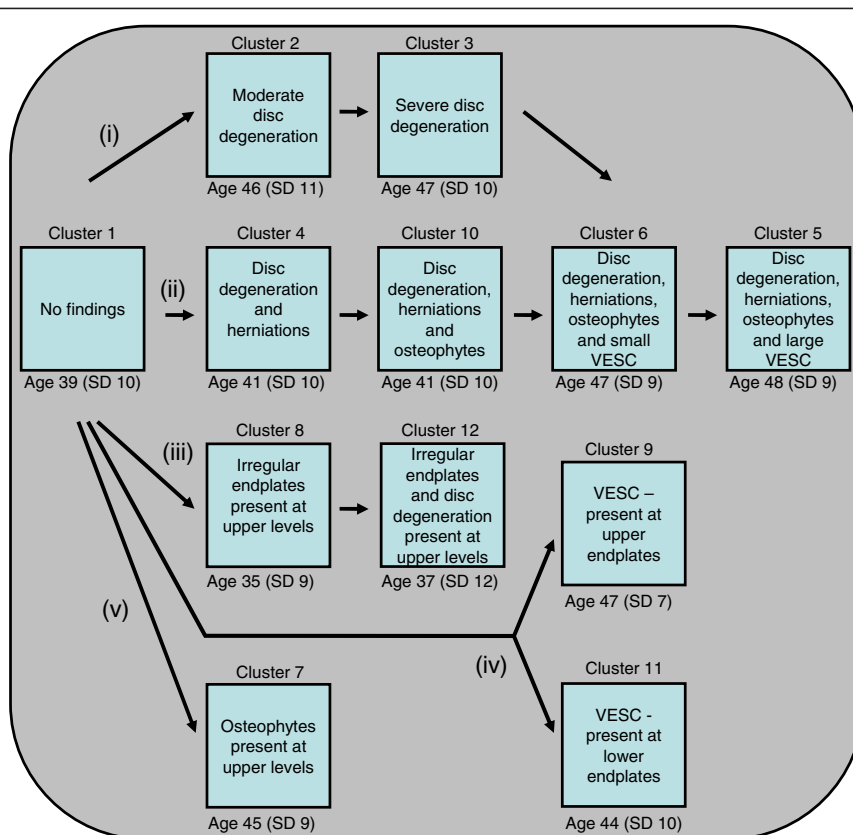 Cluster 2
Moderate
disc
degeneration
Age 46 (SD 11)
Cluster 3
Severe disc
degeneration
Age 47 (SD 10)
(i)
Cluster 1
No findings
Age 39 (SD 10)
(ii)
Cluster 4
Disc
degeneration
and
herniations
Age 41 (SD 10)
Cluster 10
Disc
degeneration,
herniations
and
osteophytes
Age 41 (SD 10)
Cluster 6
Disc
degeneration,
herniations,
osteophytes
and small
VESC
Age 47 (SD 9)
Cluster 5
Disc
degeneration,
herniations,
osteophytes
and large
VESC
Age 48 (SD 9)
(iii)
Cluster 8
Irregular
endplates
present at
upper levels
Age 35 (SD 9)
Cluster 12
Irregular
endplates
and disc
degeneration
present at
upper levels
Age 37 (SD 12)
Cluster 9
VESC –
present at
upper
endplates
Age 47 (SD 7)
(v)
(iv)
Cluster 7
Osteophytes
present at
upper levels
Age 45 (SD 9)
Cluster 11
VESC -
present at
lower
endplates
Age 44 (SD 10)